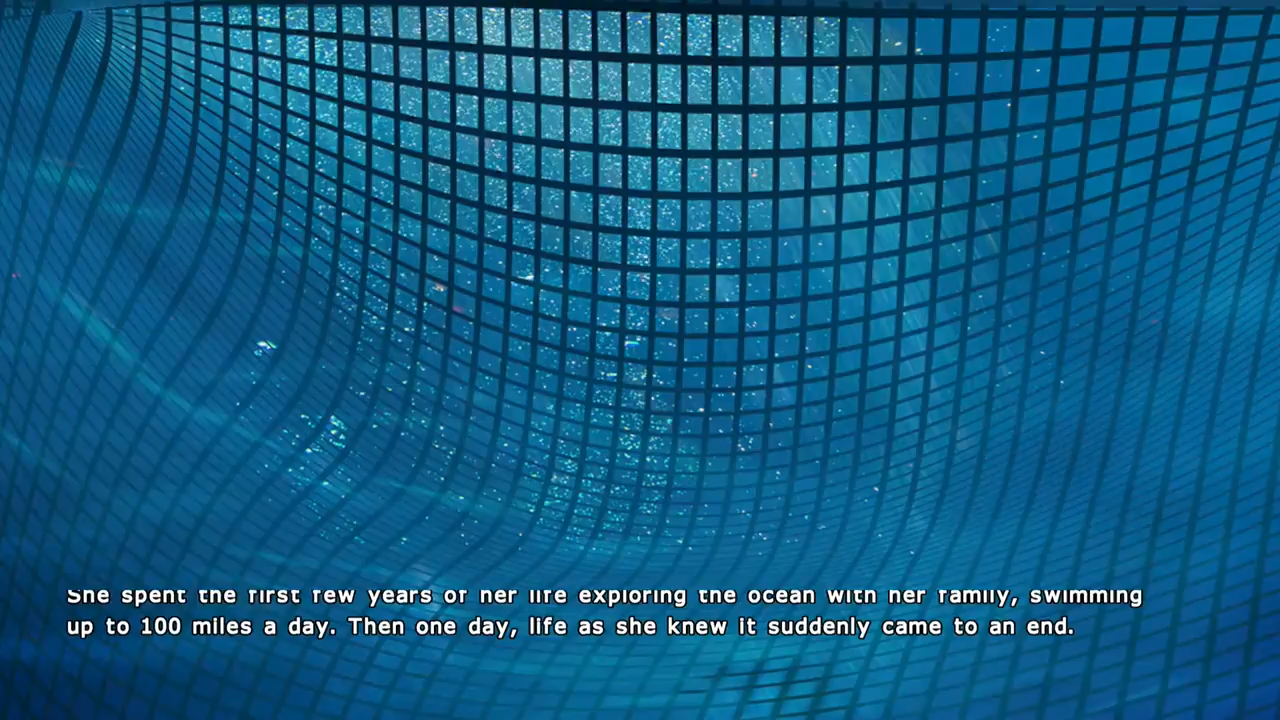 She spent the first few years of her life exploring the ocean with her family, swimming
up to 100 miles a day. Then one day, life as she knew it suddenly came to an end.